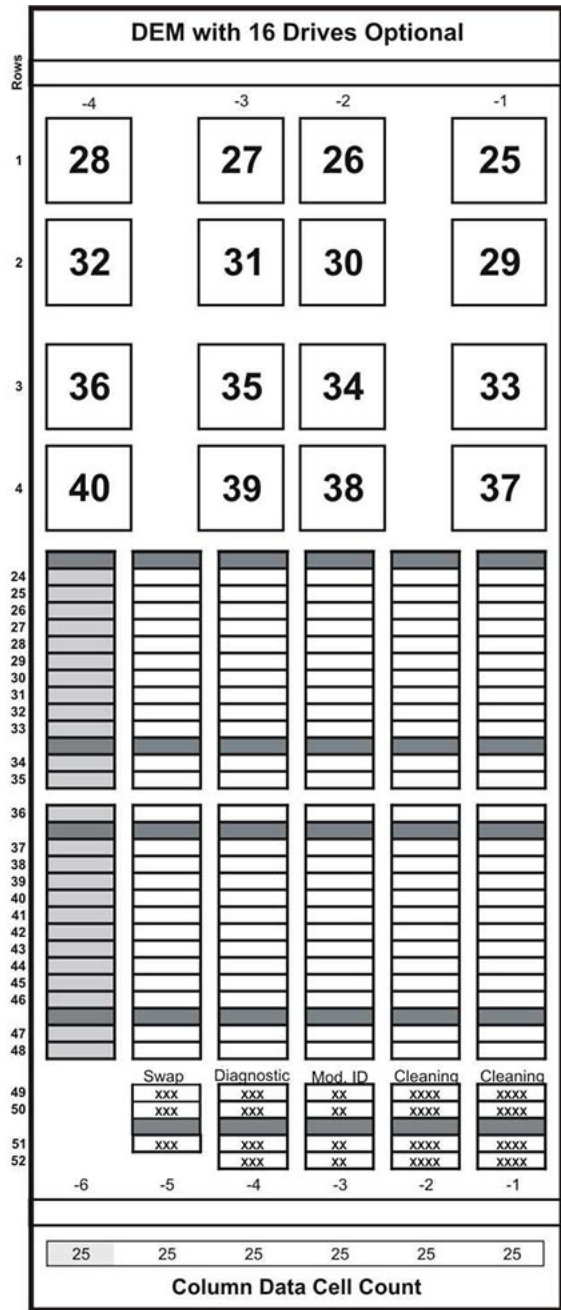 DEM with 16 Drives Optional
Rows
-4 -3 -2 -1
1 28 27 26 25
2 32 31 30 29
3 36 35 34 33
4 40 39 38 37
24
25
26
27
28
29
30
31
32
33
34
35
36
37
38
39
40
41
42
43
44
45
46
47
48
Swap Diagnostic Mod. ID Cleaning Cleaning
49 xxx xxx xx xxxx xxxx
50 xxx xxx xx xxxx xxxx
51 xxx xxx xx xxxx xxxx
52 xxx xx xxxx xxxx
-6 -5 -4 -3 -2 -1
25 25 25 25 25 25
Column Data Cell Count